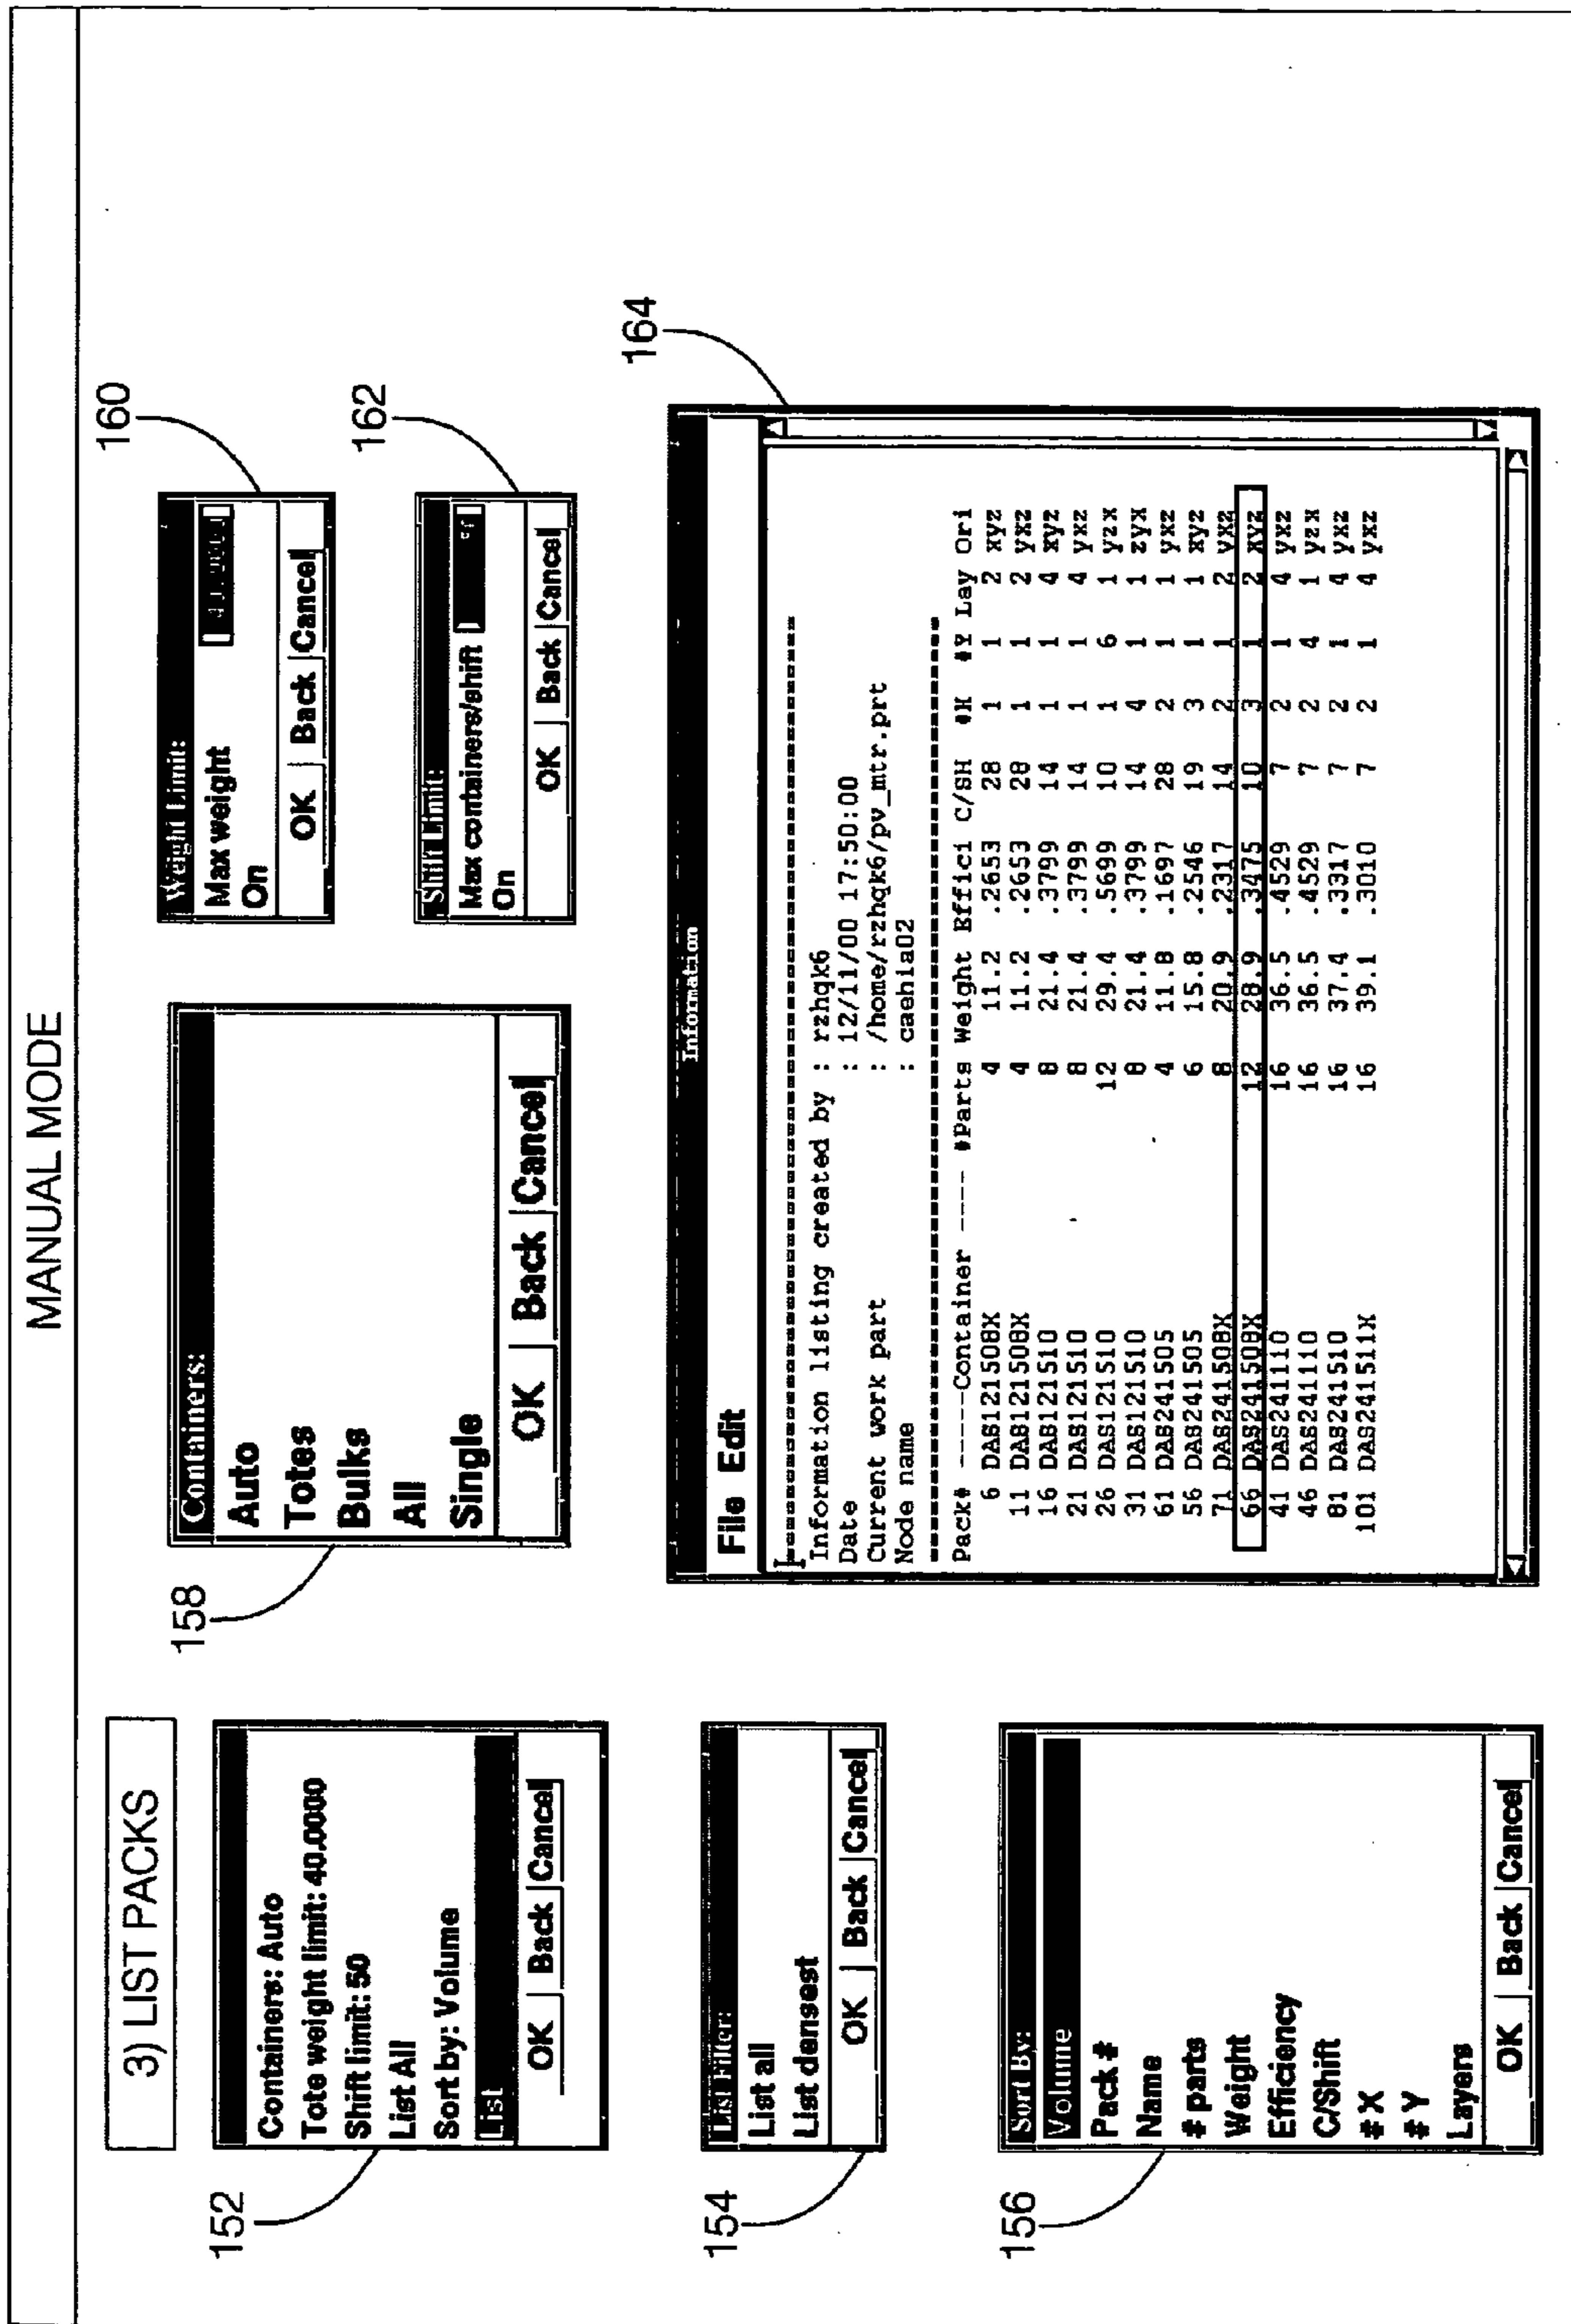 MANUAL MODE
3) LIST PACKS
152
Containers: Auto
Tote weight limit: 40.0000
Shift limit: 50
List All
Sort by: Volume
List
OK Back Cancel
154
List Filter:
List all
List densest
OK Back Cancel
156
Sort By:
Volume
Pack #
Name
# parts
Weight
Efficiency
C/Shift
# X
# Y
Layers
OK Back Cancel
158
Containers:
Auto
Totes
Bulks
All
Single
OK Back Cancel
160
Weight Limit:
Max weight
On
OK Back Cancel
162
Shift Limit:
Max containers/shift
On
OK Back Cancel
164
Information
File Edit
============================================================
Information listing created by : rzhqk6
Date : 12/11/00 17:50:00
Current work part : /home/rzhqk6/pv_mtr.prt
Node name : caehia02
============================================================
Pack# -----Container ---- #Parts Weight Effici C/SH #X #Y Lay Ori
6 DAS121508X 4 11.2 .2653 28 1 1 2 xyz
11 DAS121508X 4 11.2 .2653 28 1 1 2 yxz
16 DAS121510 8 21.4 .3799 14 1 1 4 xyz
21 DAS121510 8 21.4 .3799 14 1 1 4 yxz
26 DAS121510 12 29.4 .5699 10 1 6 1 yzx
31 DAS121510 8 21.4 .3799 14 4 1 1 zyx
61 DAS241505 4 11.8 .1697 28 2 1 1 yxz
56 DAS241505 6 15.8 .2546 19 3 1 1 xyz
71 DAS241508X 8 20.9 .2317 14 2 1 2 yxz
66 DAS241508X 12 28.9 .3475 10 3 1 2 xyz
41 DAS241110 16 36.5 .4529 7 2 1 4 yxz
46 DAS241110 16 36.5 .4529 7 2 4 1 yzx
81 DAS241510 16 37.4 .3317 7 2 1 4 yxz
101 DAS241511X 16 39.1 .3010 7 2 1 4 yxz